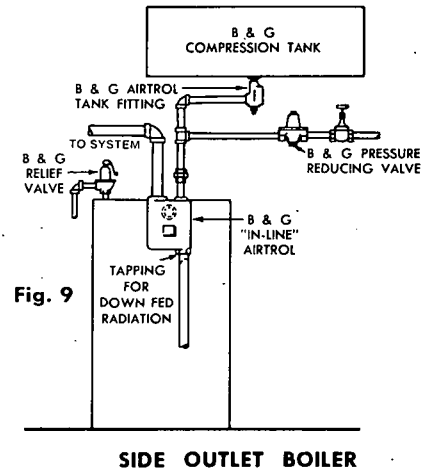 B & G
COMPRESSION TANK
B & G AIRTROL
TANK FITTING
TO SYSTEM
B & G
RELIEF
VALVE
B & G PRESSURE
REDUCING VALVE
B & G
"IN-LINE"
AIRTROL
TAPPING
FOR
DOWN FED
RADIATION
Fig. 9
SIDE OUTLET BOILER